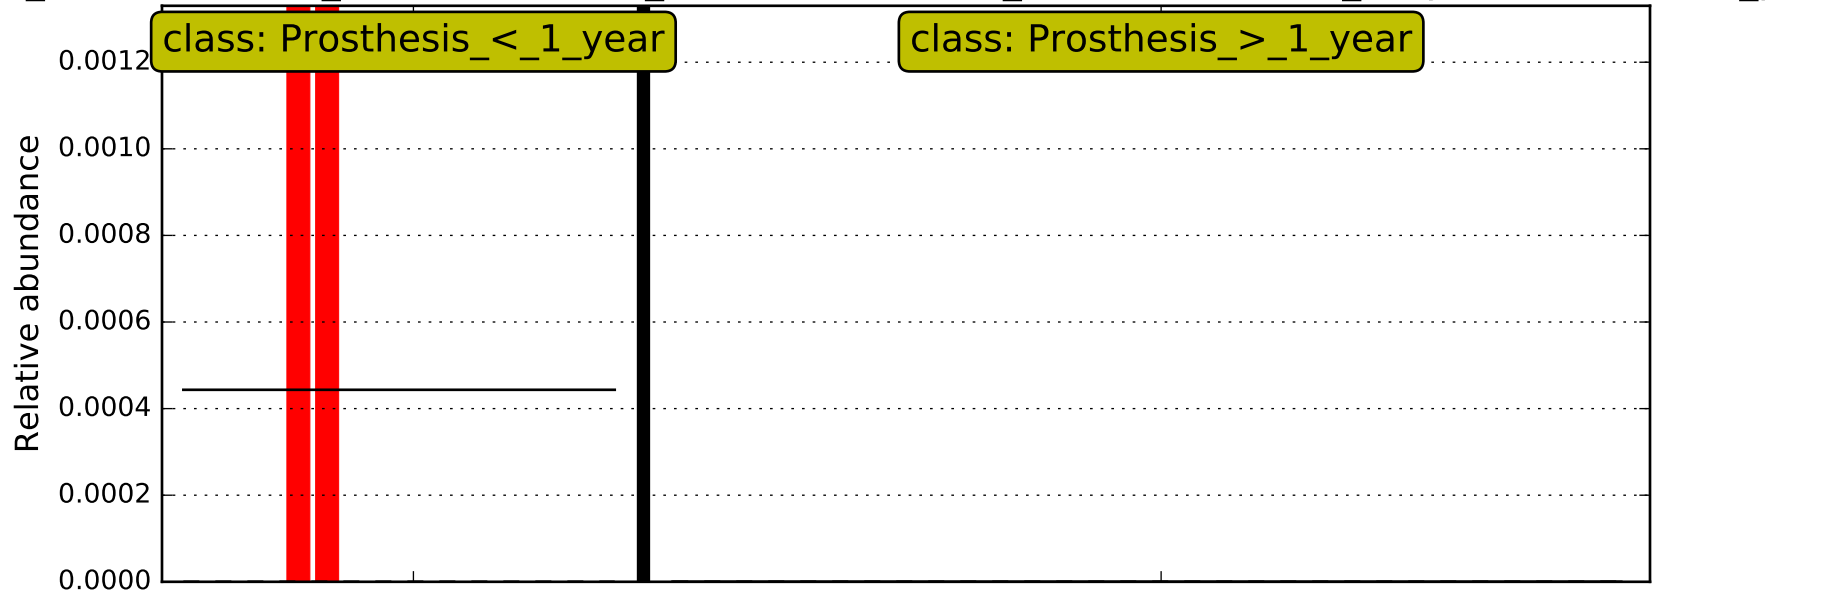 class: Prosthesis_<_1_year
class: Prosthesis_>_1_year
0.0012
0.0010
0.0008
0.0006
0.0004
0.0002
0.0000
Relative abundance